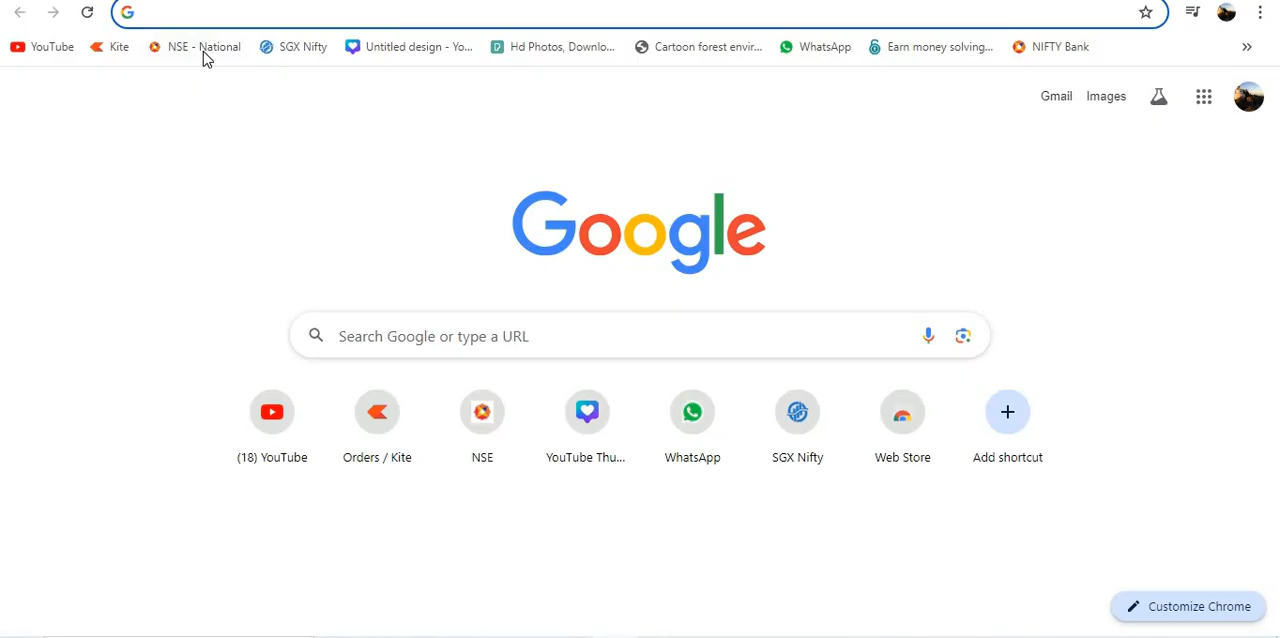 YouTube Kite NSE - National SGX Nifty Untitled design - Yo... Hd Photos, Downlo... Cartoon forest envir... WhatsApp Earn money solving... NIFTY Bank »
Gmail Images
Google
Search Google or type a URL
(18) YouTube Orders / Kite NSE YouTube Thu... WhatsApp SGX Nifty Web Store Add shortcut
Customize Chrome